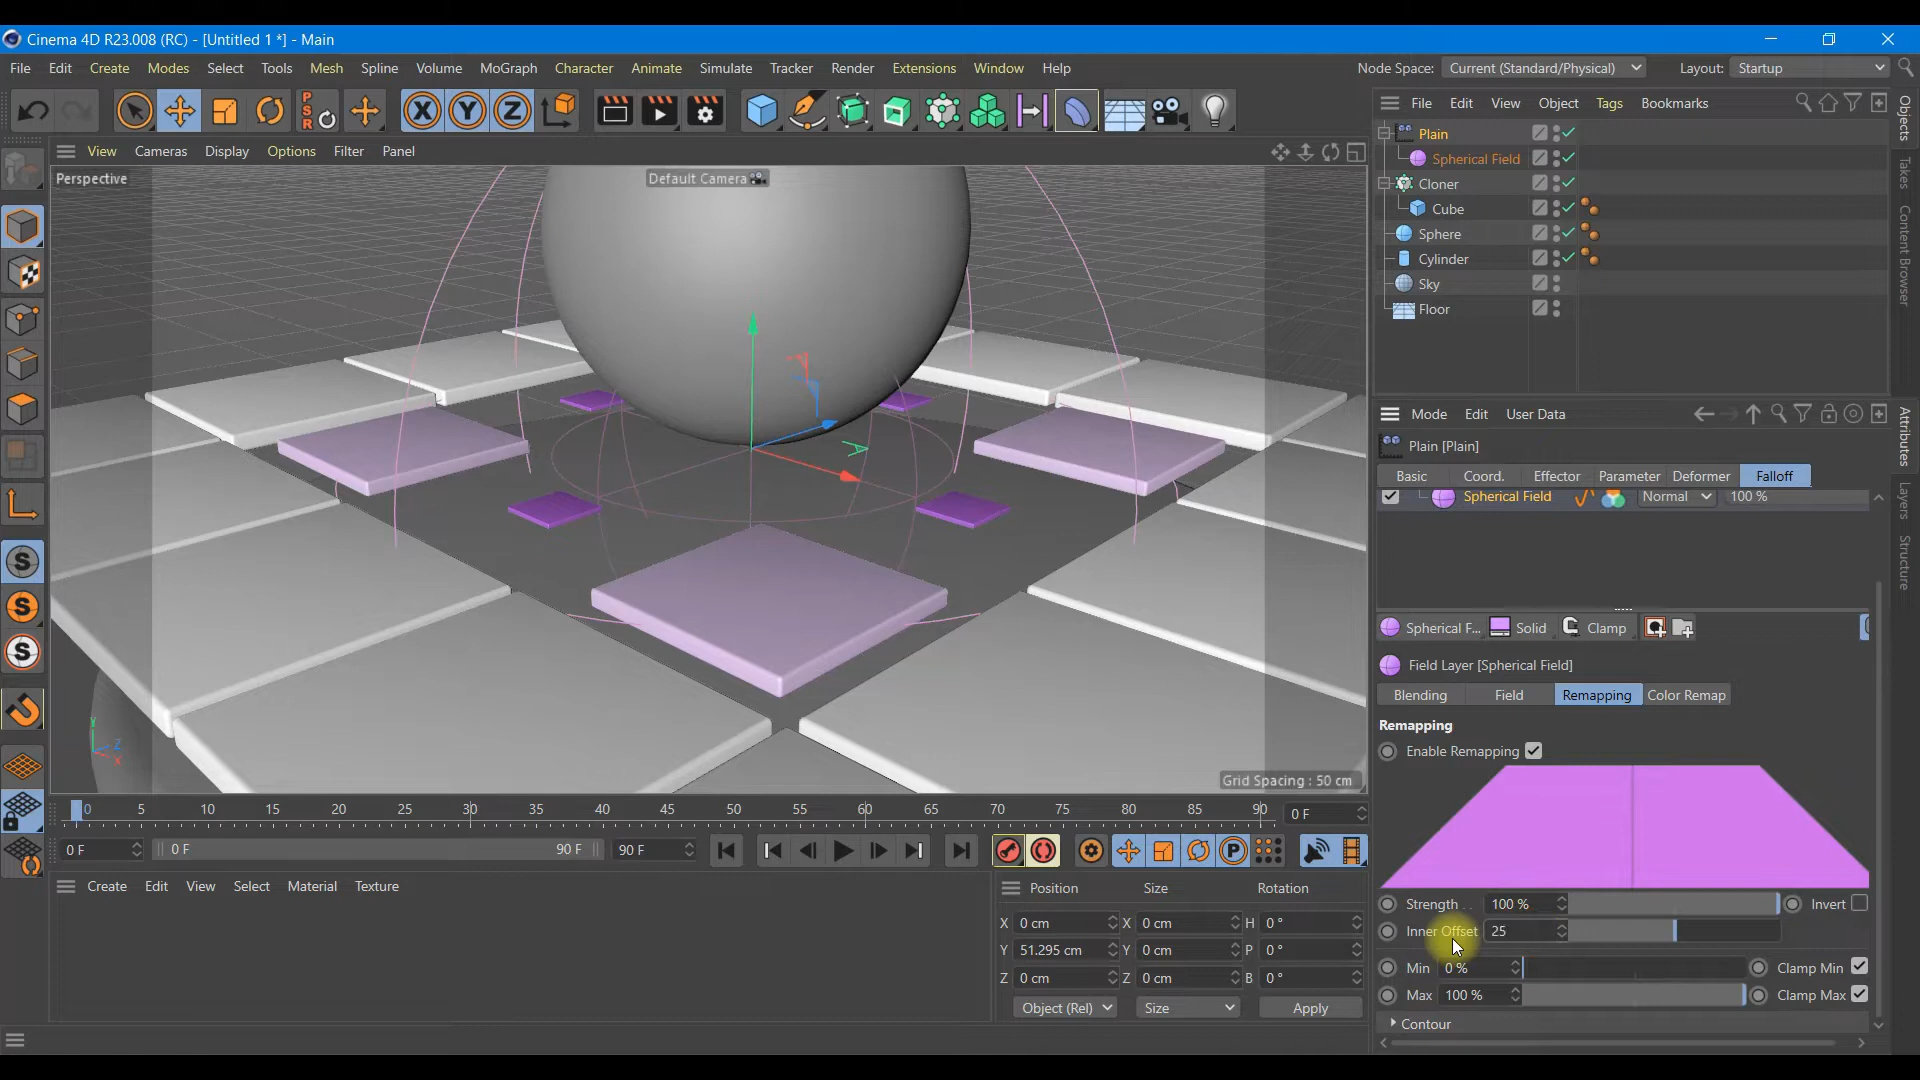 Cinema 4D R23.008 (RC) - [Untitled 1 *] - Main
File Edit Create Modes Select Tools Mesh Spline Volume MoGraph Character Animate Simulate Tracker Render Extensions Window Help Node Space: Current (Standard/Physical) Layout: Startup
P S R X Y Z
File Edit View Object Tags Bookmarks
Objects
Takes
Content Browser
Plain
Spherical Field
Cloner
Cube
Sphere
Cylinder
Sky
Floor
View Cameras Display Options Filter Panel
Perspective
Default Camera
Y
Z
X
Grid Spacing : 50 cm
S
S
S
Mode Edit User Data
Attributes
Layers
Structure
Plain [Plain]
Basic Coord. Effector Parameter Deformer Falloff
Spherical Field Normal 100 %
Spherical F... Solid Clamp
Field Layer [Spherical Field]
Blending Field Remapping Color Remap
Remapping
Enable Remapping
Strength . . 100 % Invert
Inner Offset 25
Min 0 % Clamp Min
Max 100 % Clamp Max
Contour
0 5 10 15 20 25 30 35 40 45 50 55 60 65 70 75 80 85 90 0 F
0 F 0 F 90 F 90 F P
Create Edit View Select Material Texture
Position Size Rotation
X 0 cm X 0 cm H 0 °
Y 51.295 cm Y 0 cm P 0 °
Z 0 cm Z 0 cm B 0 °
Object (Rel) Size Apply